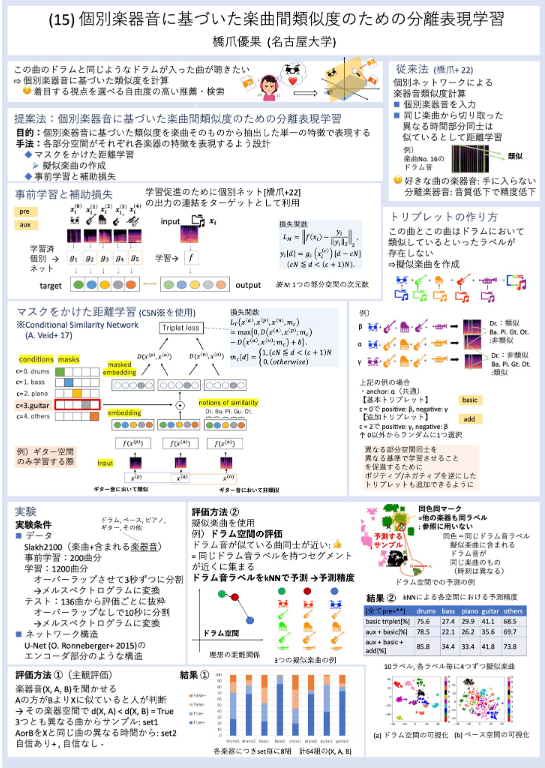 (15) 個別楽器音に基づいた楽曲間類似度のための分離表現学習
橋爪優果 (名古屋大学)
この曲のドラムと同じようなドラムが入った曲が聴きたい
⇨ 個別楽器音に基づいた類似度を計算
着目する視点を選べる自由度の高い推薦・検索
従来法 (橋爪+ 22)
個別ネットワークによる
楽器音類似度計算
■ 個別楽器音を入力
■ 同じ楽曲から切り取った
異なる時間部分同士は
似ているとして距離学習
例)
楽曲No. 16の
ドラム音
類似
好きな曲の楽器音: 手に入らない
分離楽器音: 音質低下で精度低下
提案法：個別楽器音に基づいた楽曲間類似度のための分離表現学習
目的：個別楽器音に基づいた類似度を楽曲そのものから抽出した単一の特徴で表現する
手法：各部分空間がそれぞれ各楽器の特徴を表現するよう設計
◆ マスクをかけた距離学習
➢ 擬似楽曲の作成
◆ 事前学習と補助損失
事前学習と補助損失
学習促進のために個別ネット[橋爪+22]
の出力の連結をターゲットとして利用
pre
aux
input
学習済
個別
ネット
学習→
g₁ g₂ g₃ g₄ g₅
f
target
output
損失関数
※N: 1つの部分空間の次元数
トリプレットの作り方
この曲とこの曲はドラムにおいて
類似しているといったラベルが
存在しない
⇨擬似楽曲を作成
例)
β
α
γ
Dr. : 類似
Ba. Pi. Gt. Ot.
:非類似
Dr. : 非類似
Ba. Pi. Gt. Ot.
:類似
上記の例の場合
・anchor: α（共通）
【基本トリプレット】
basic
c = 0で positive: β, negative: γ
【追加トリプレット】
add
c = 2で positive: γ, negative: β
↑ 0以外からランダムに1つ選択
異なる部分空間同士を
異なる基準で学習させること
を促進するために
ポジティブ/ネガティブを逆にした
トリプレットも追加できるように
マスクをかけた距離学習 (CSN※を使用)
※Conditional Similarity Network
(A. Veid+ 17)
Triplet loss
損失関数
conditions masks
c=0. drums
c=1. bass
c=2. piano
c=3.guitar
c=4. others
masked
embedding
embedding
notions of similarity
Dr, Ba, Pi, Gu, Ot,
Input
例）ギター空間
のみ学習する際
ギター音において類似
ギター音において非類似
実験
実験条件
ドラム, ベース, ピアノ,
ギター, その他
■ データ
Slakh2100（楽曲+含まれる楽器音）
事前学習：200曲分
学習：1200曲分
オーバーラップさせて3秒ずつに分割
→メルスペクトログラムに変換
テスト：136曲から評価ごとに抜粋
オーバーラップなしで10秒に分割
→メルスペクトログラムに変換
■ ネットワーク構造
U-Net (O. Ronneberger+ 2015)の
エンコーダ部分のような構造
評価方法 ②
擬似楽曲を使用
例）ドラム空間の評価
ドラム音が似ている曲同士が近い:
= 同じドラム音ラベルを持つセグメント
が近くに集まる
ドラム音ラベルをkNNで予測 →予測精度
ドラム空間
理想の距離関係
3つの擬似楽曲の例
予測する
サンプル
同色同マーク
=他の楽器も同ラベル
: 参照に用いない
同色 = 同じドラム音ラベル
擬似楽曲に含まれる
ドラム音が
同じ楽曲のもの
(時刻は異なる)
ドラム空間での予測の例
結果 ② kNNによる各空間における予測精度
(全てpre+**) drums bass piano guitar others
basic triplet[%] 75.6 27.4 29.9 41.1 68.5
aux + basic[%] 78.5 22.1 26.2 35.6 69.7
aux + basic + add[%] 85.8 34.4 33.4 41.8 73.8
評価方法 ①（主観評価）
楽器音(X, A, B)を聞かせる
Aの方がBよりXに似ていると人が判断
→ その楽器空間で d(X, A) < d(X, B) = True
3つとも異なる曲からサンプル: set1
AorBをXと同じ曲の異なる時間から: set2
自信あり+, 自信なし -
結果 ①
各楽器につきset毎に8組　計64組の(X, A, B)
10ラベル, 各ラベル毎に4つずつ擬似楽曲
(a) ドラム空間の可視化
(b) ベース空間の可視化